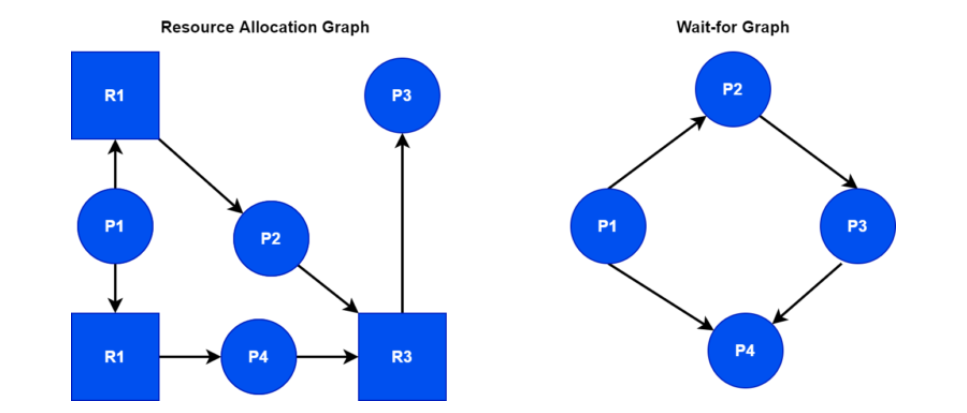 Resource Allocation Graph
R1
P3
P1
P2
R1
P4
R3
Wait-for Graph
P2
P1
P3
P4